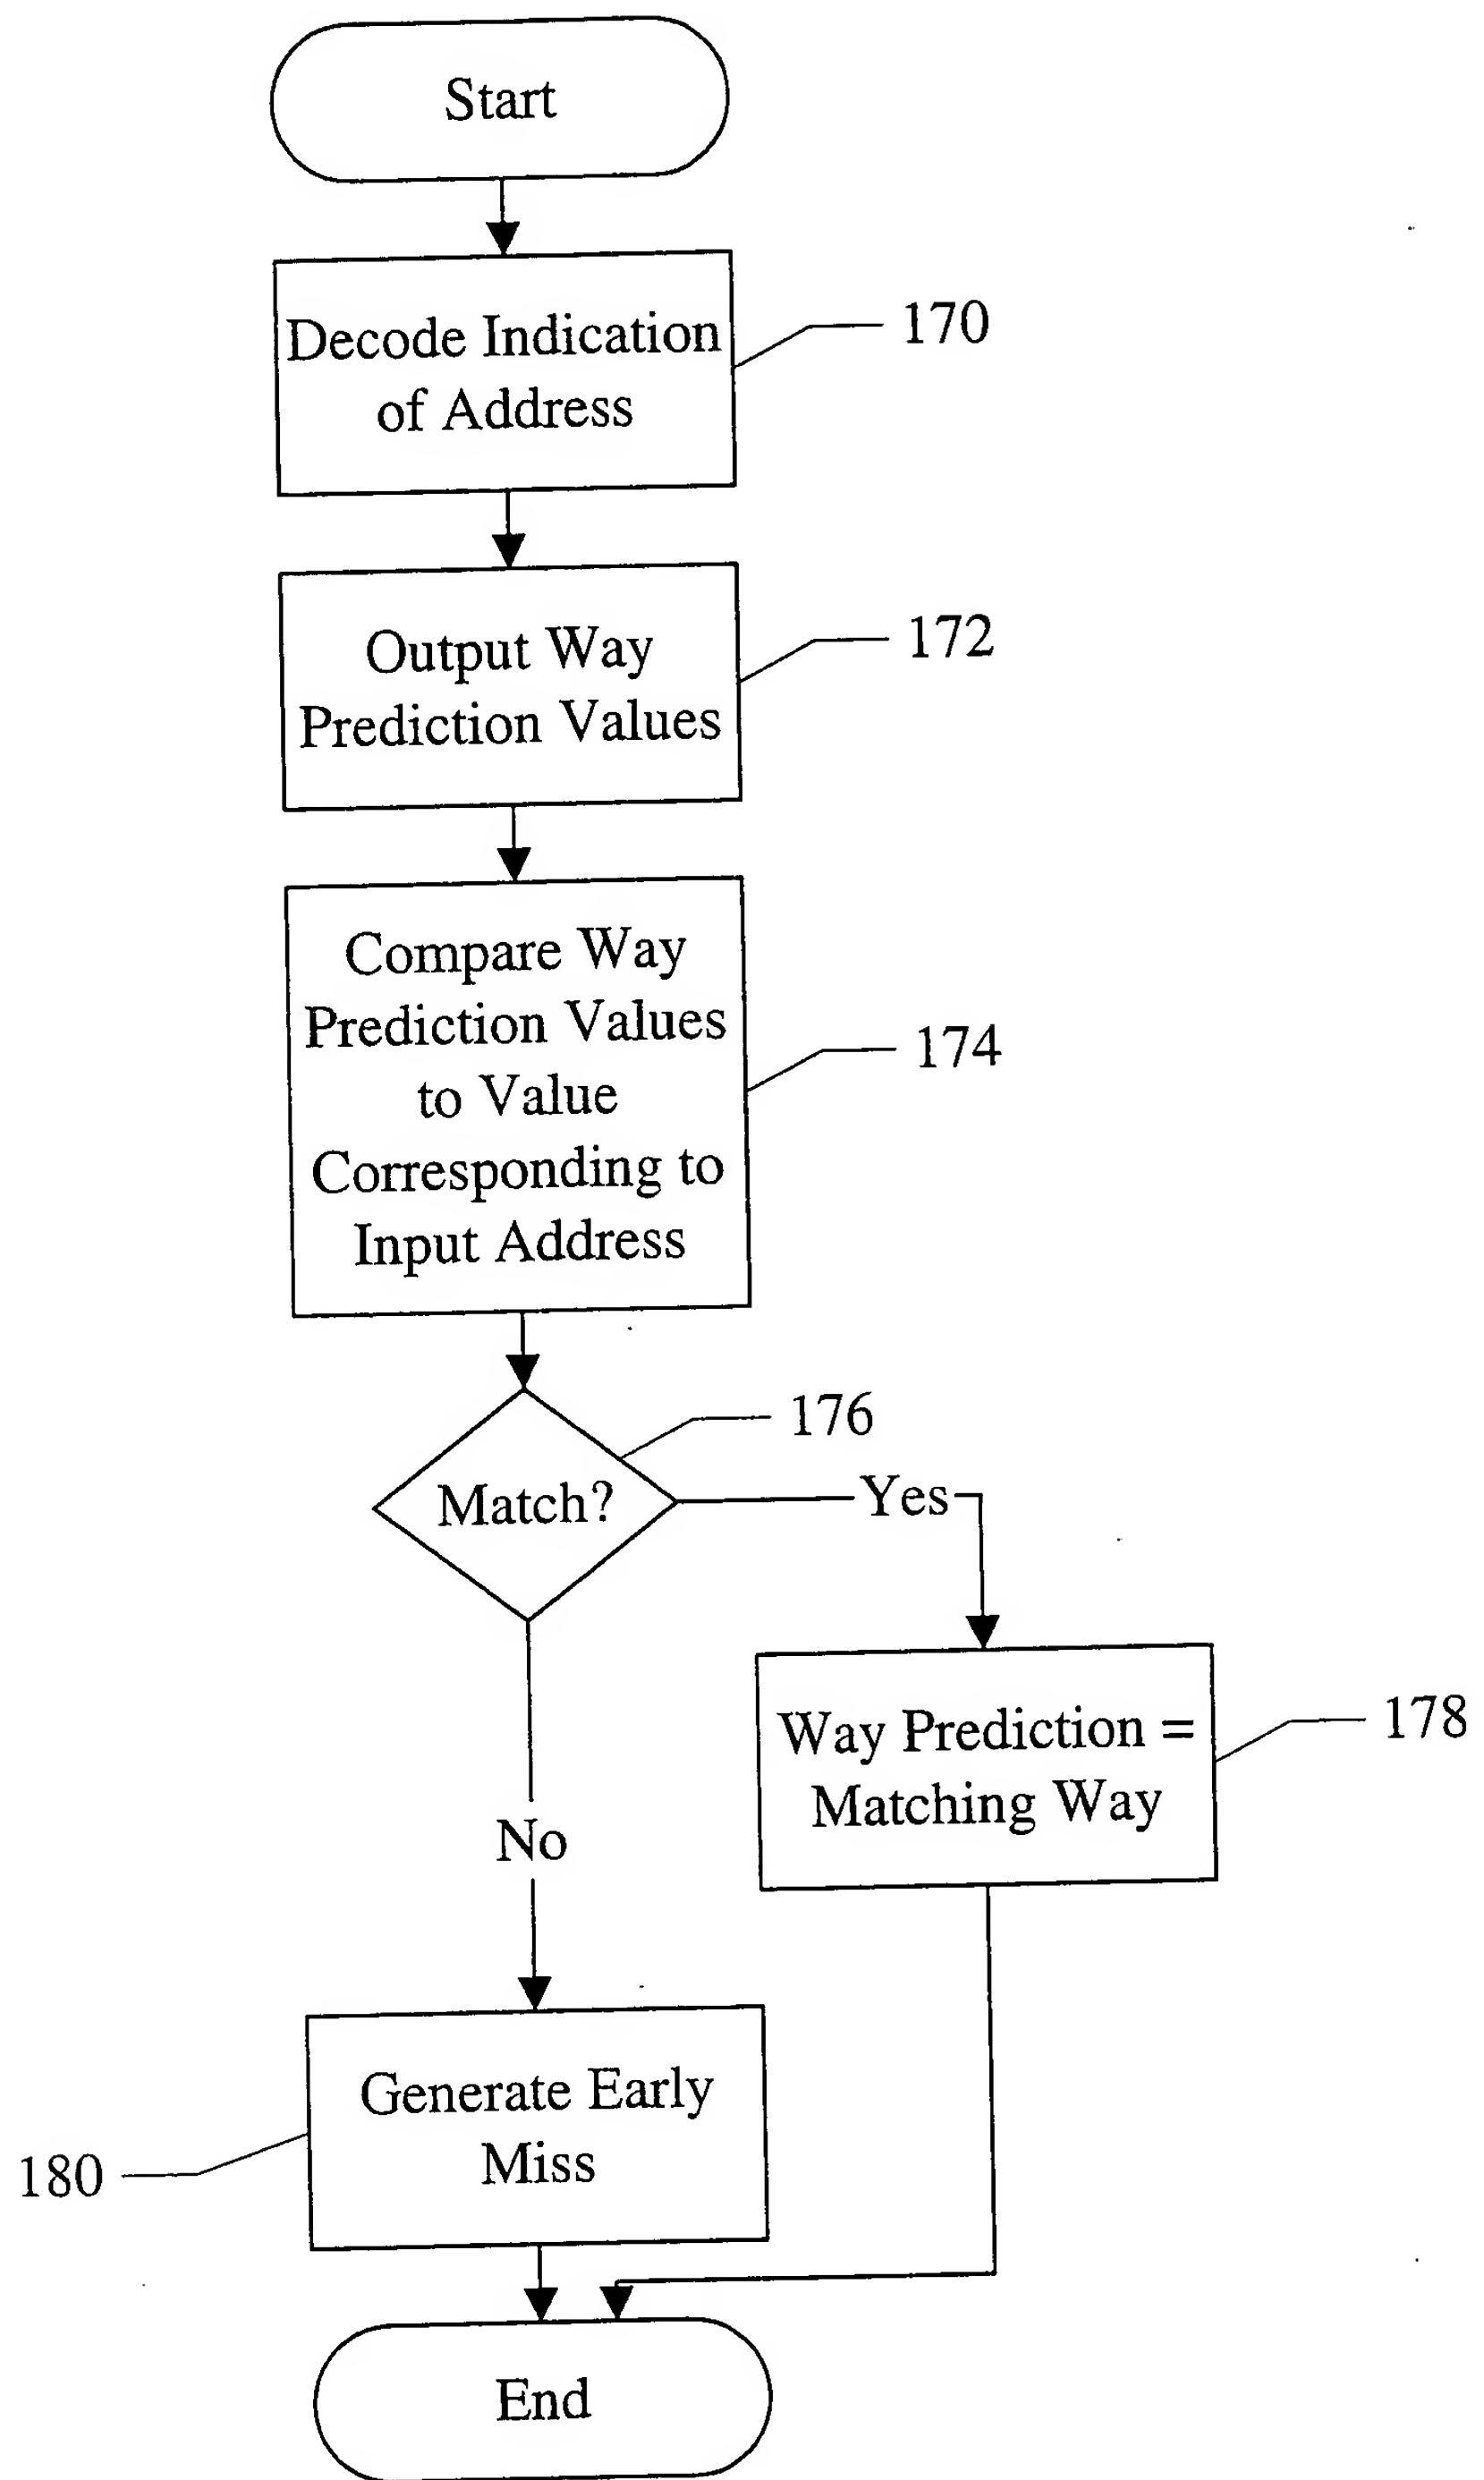 Start
Decode Indication
of Address
170
Output Way
Prediction Values
172
Compare Way
Prediction Values
to Value
Corresponding to
Input Address
174
176
Match?
Yes
Way Prediction =
Matching Way
178
No
Generate Early
Miss
180
End